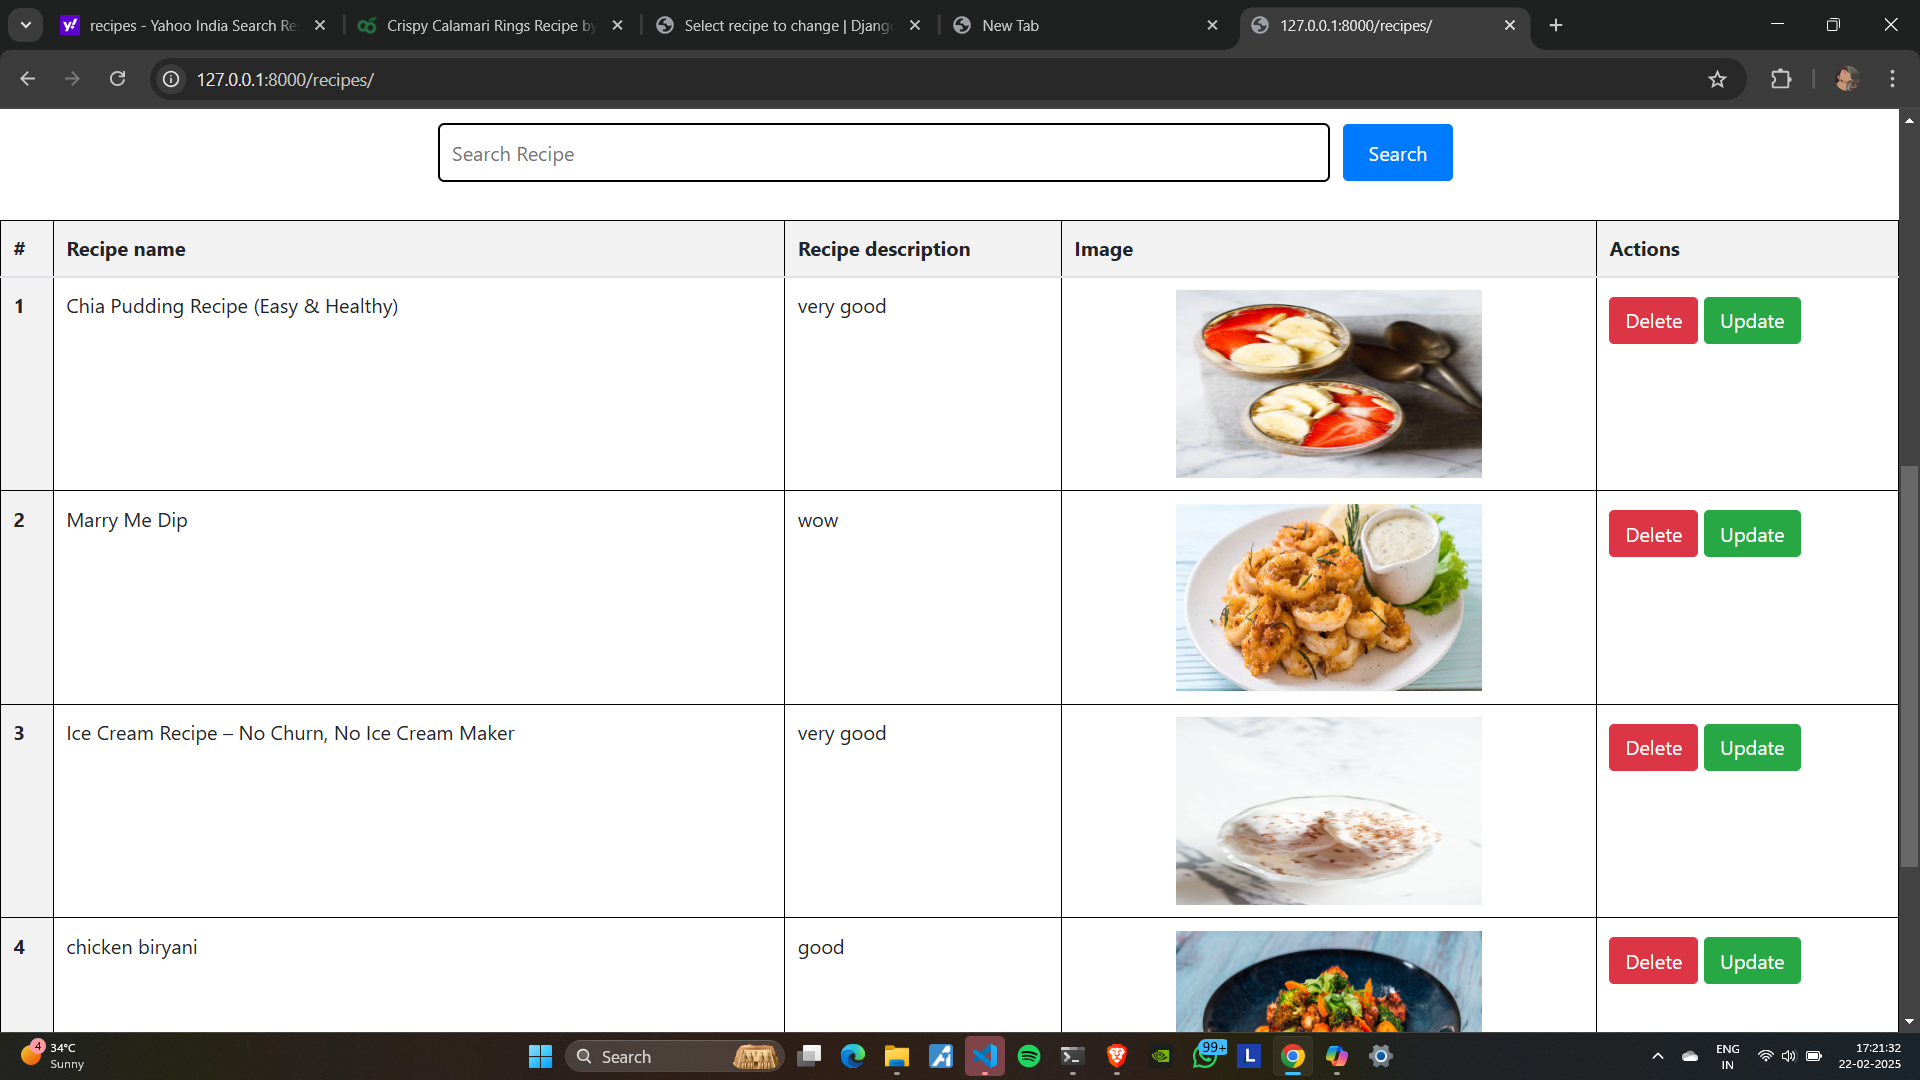 recipes - Yahoo India Search Re
Crispy Calamari Rings Recipe by
Select recipe to change | Djang
New Tab
127.0.0.1:8000/recipes/
127.0.0.1:8000/recipes/
Search Recipe
Search
# Recipe name Recipe description Image Actions
1 Chia Pudding Recipe (Easy & Healthy) very good Delete Update
2 Marry Me Dip wow Delete Update
3 Ice Cream Recipe – No Churn, No Ice Cream Maker very good Delete Update
4 chicken biryani good Delete Update
4
34°C
Sunny
Search
99+
L
ENG
IN
17:21:32
22-02-2025